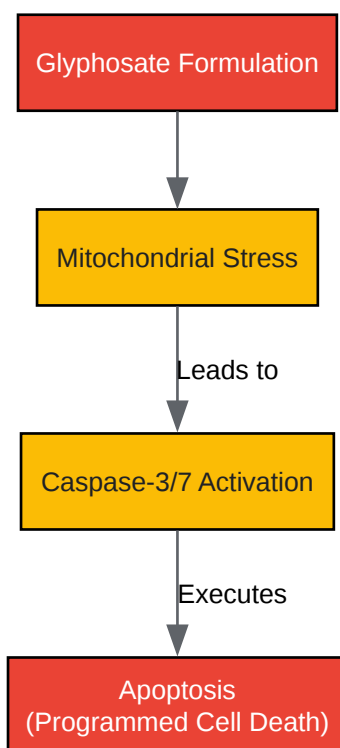 Glyphosate Formulation
Mitochondrial Stress
Leads to
Caspase-3/7 Activation
Executes
Apoptosis
(Programmed Cell Death)